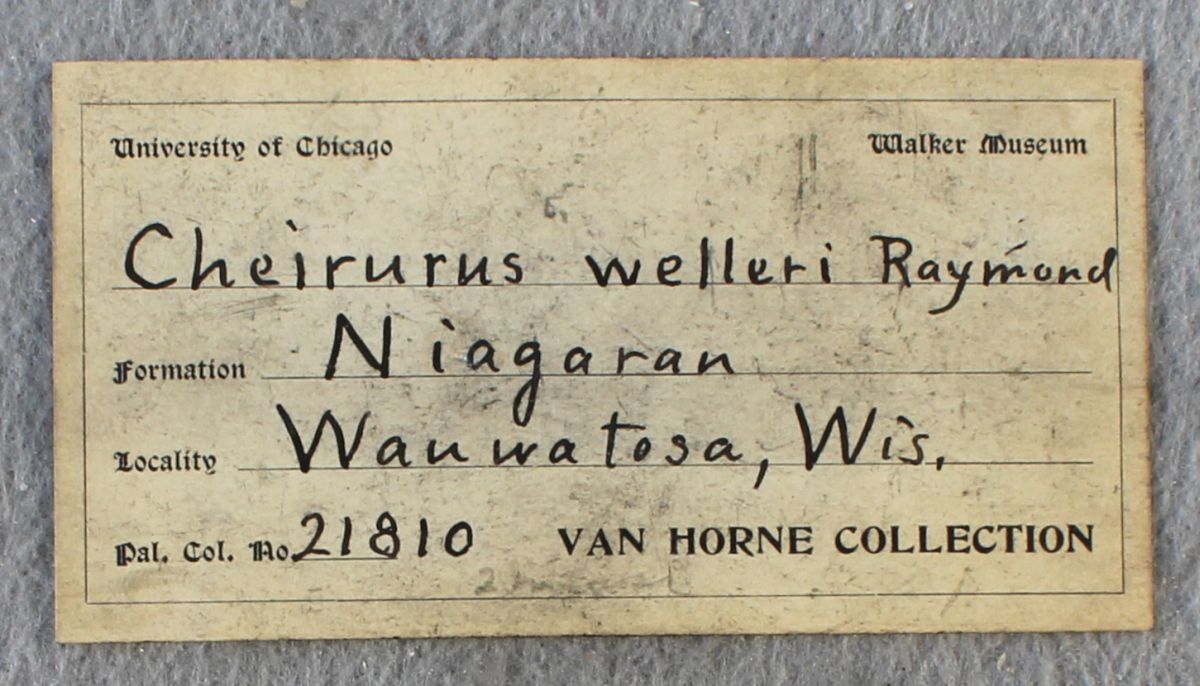 University of Chicago Walker Museum
Cheirurus welleri Raymond
Formation Niagaran
Locality Wauwatosa, Wis.
Pal. Col. No. 21810 VAN HORNE COLLECTION